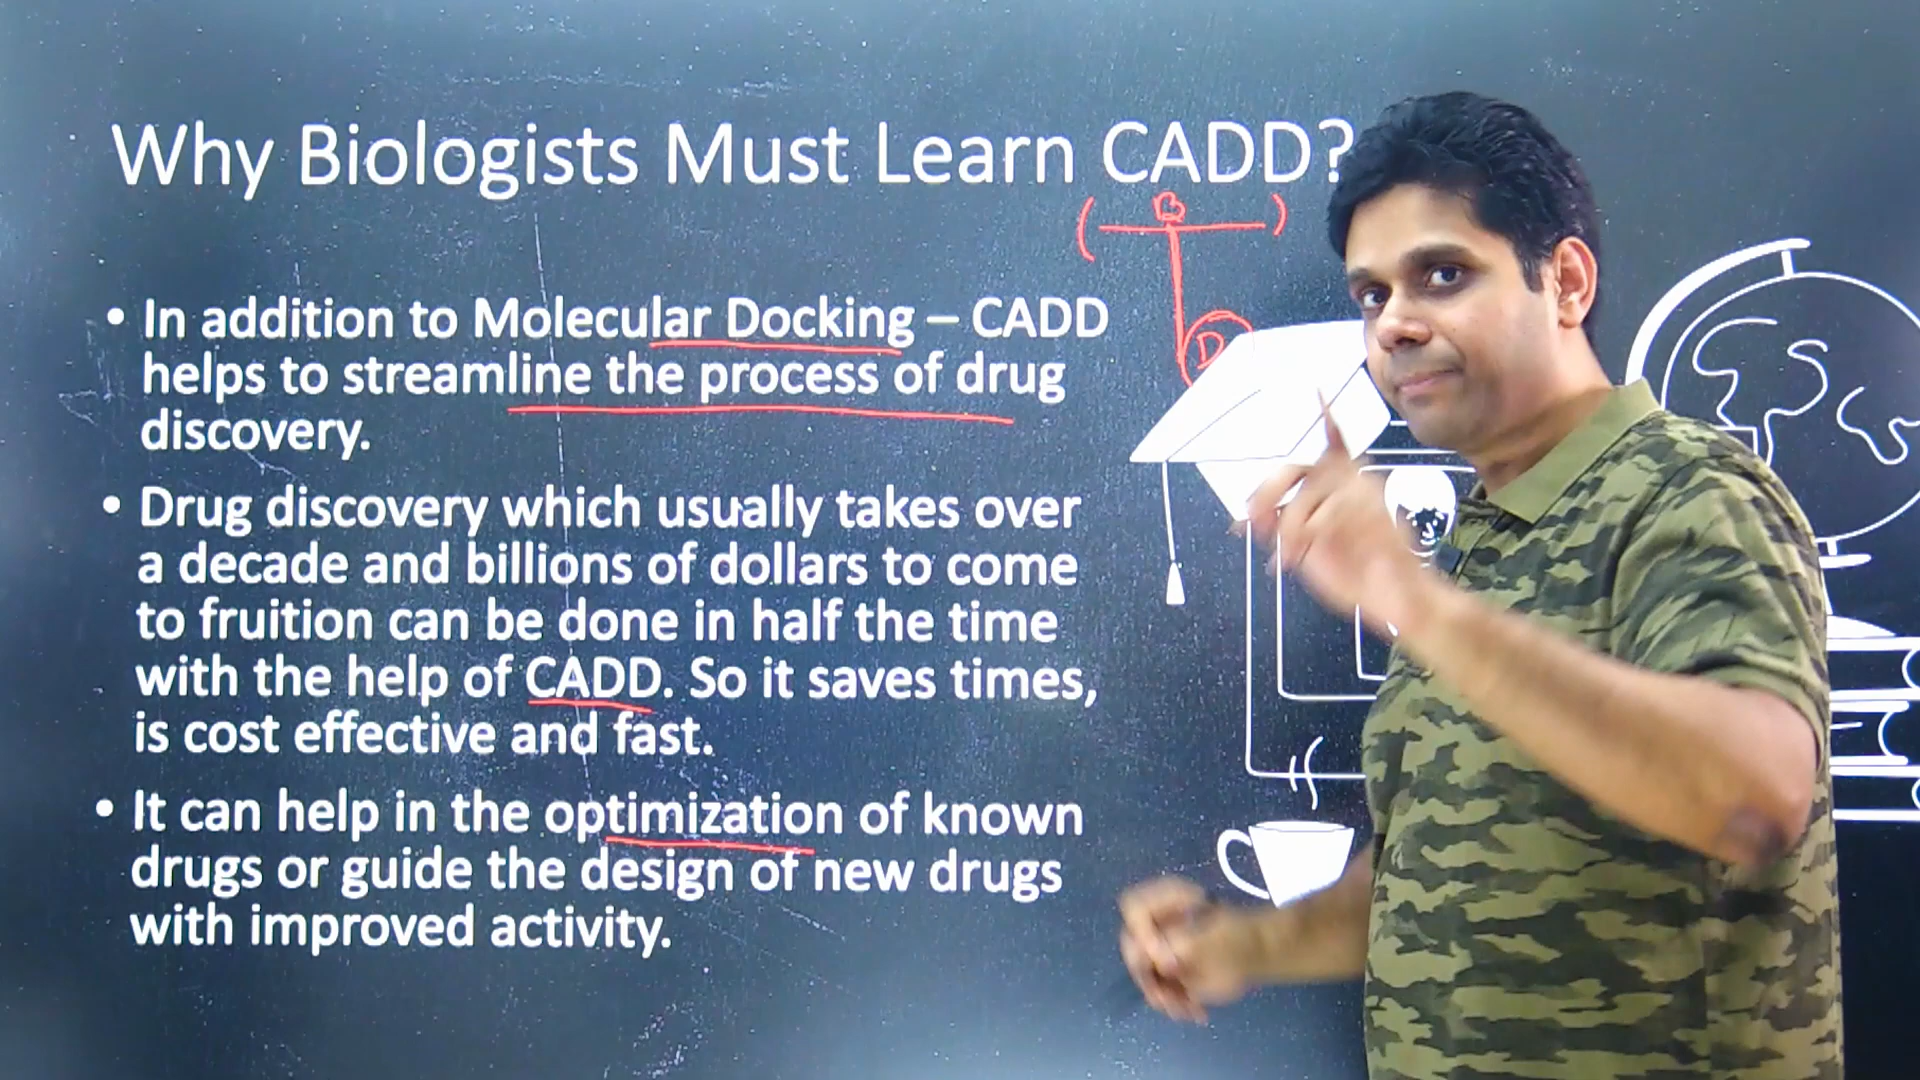 Why Biologists Must Learn CADD?
( B )
D
• In addition to Molecular Docking – CADD
helps to streamline the process of drug
discovery.
• Drug discovery which usually takes over
a decade and billions of dollars to come
to fruition can be done in half the time
with the help of CADD. So it saves times,
is cost effective and fast.
• It can help in the optimization of known
drugs or guide the design of new drugs
with improved activity.